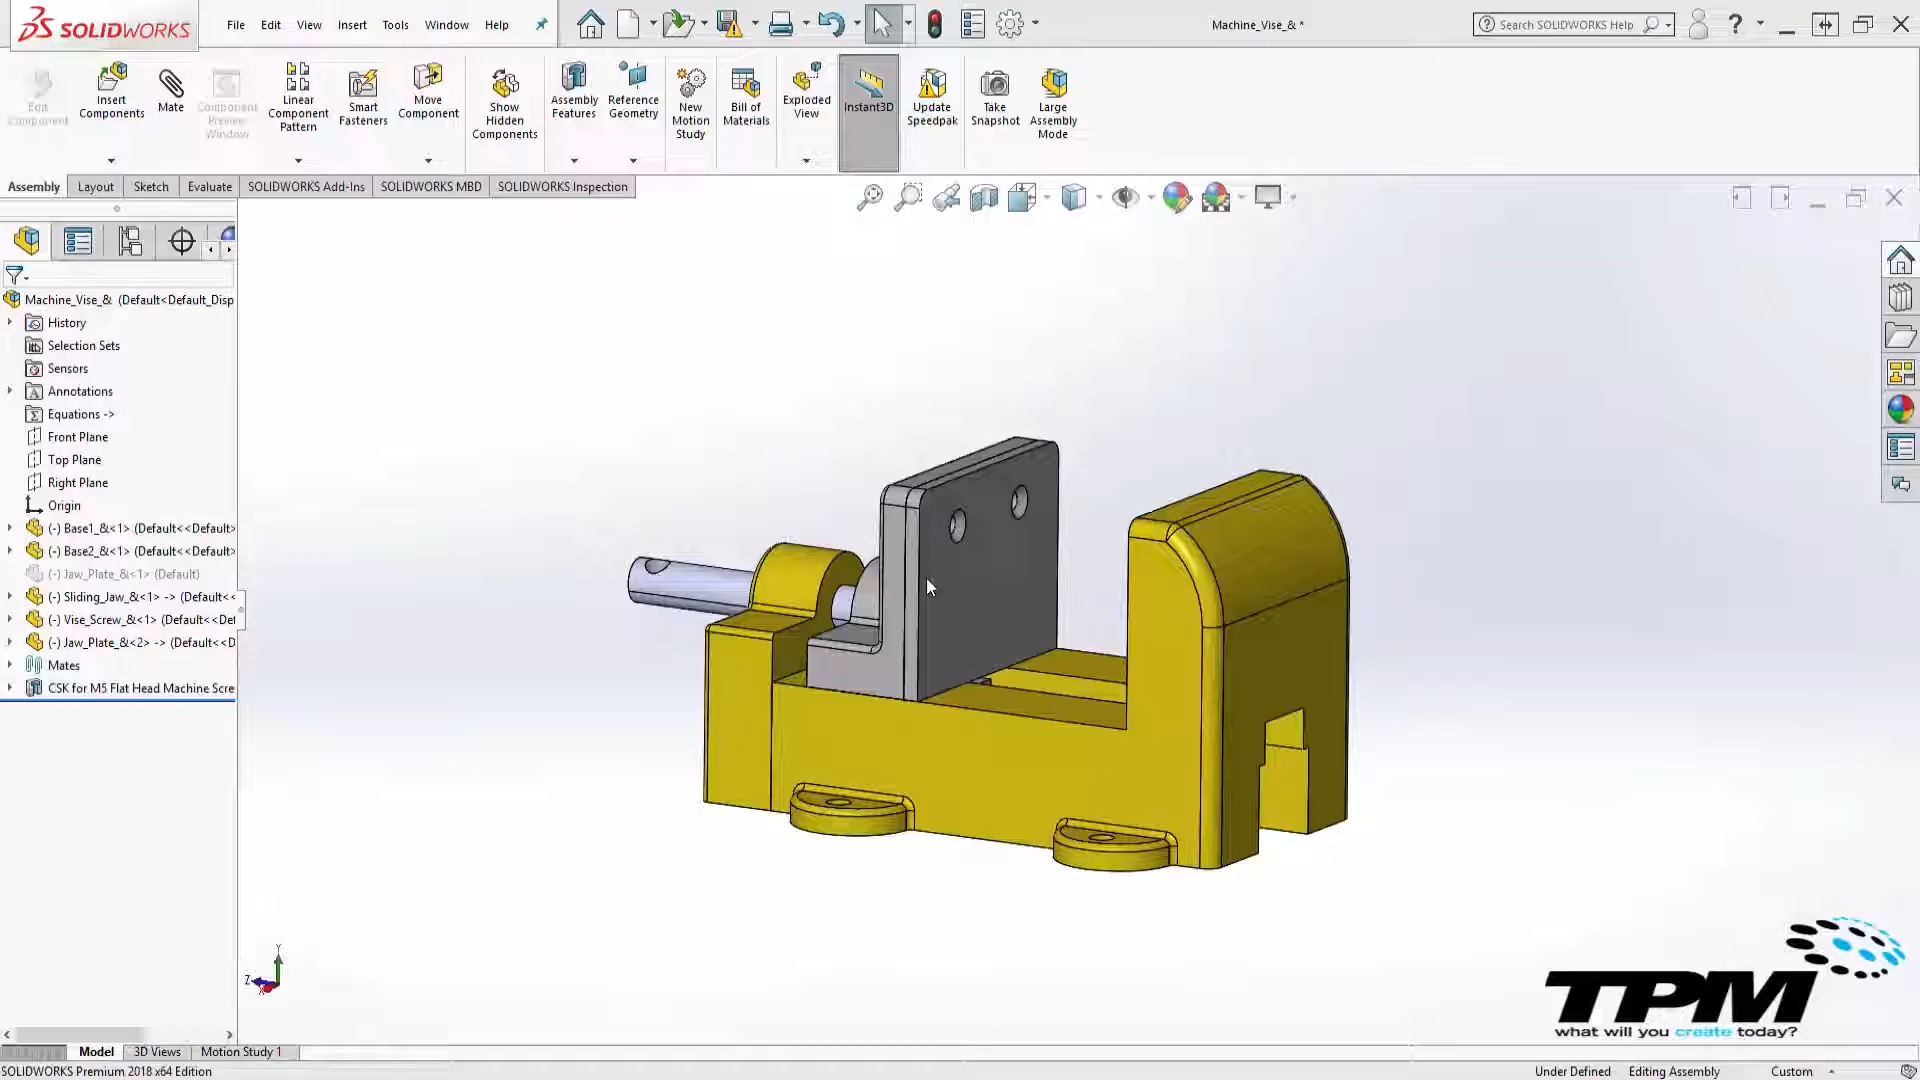 SOLIDWORKS
File Edit View Insert Tools Window Help
Machine_Vise_& *
Search SOLIDWORKS Help
Edit Component
Insert Components
Mate
Component Preview Window
Linear Component Pattern
Smart Fasteners
Move Component
Show Hidden Components
Assembly Features
Reference Geometry
New Motion Study
Bill of Materials
Exploded View
Instant3D
Update Speedpak
Take Snapshot
Large Assembly Mode
Assembly Layout Sketch Evaluate SOLIDWORKS Add-Ins SOLIDWORKS MBD SOLIDWORKS Inspection
Machine_Vise_& (Default<Default_Disp
History
Selection Sets
Sensors
Annotations
Equations ->
Front Plane
Top Plane
Right Plane
Origin
(-) Base1_&<1> (Default<<Default>
(-) Base2_&<1> (Default<<Default>
(-) Jaw_Plate_&<1> (Default)
(-) Sliding_Jaw_&<1> -> (Default<<
(-) Vise_Screw_&<1> (Default<<Def
(-) Jaw_Plate_&<2> -> (Default<<D
Mates
CSK for M5 Flat Head Machine Scre
Y
Z
X
TPM
what will you create today?
Model 3D Views Motion Study 1
SOLIDWORKS Premium 2018 x64 Edition
Under Defined Editing Assembly Custom